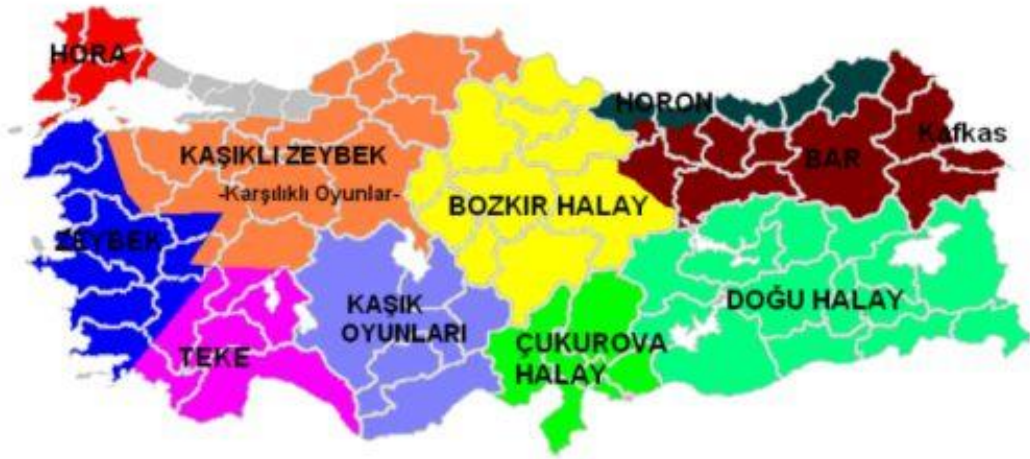 HORA
HORON
Kafkas
KAŞIKLI ZEYBEK
BAR
-Karşılıklı Oyunlar-
BOZKIR HALAY
ZEYBEK
DOĞU HALAY
KAŞIK
OYUNLARI
TEKE
ÇUKUROVA
HALAY